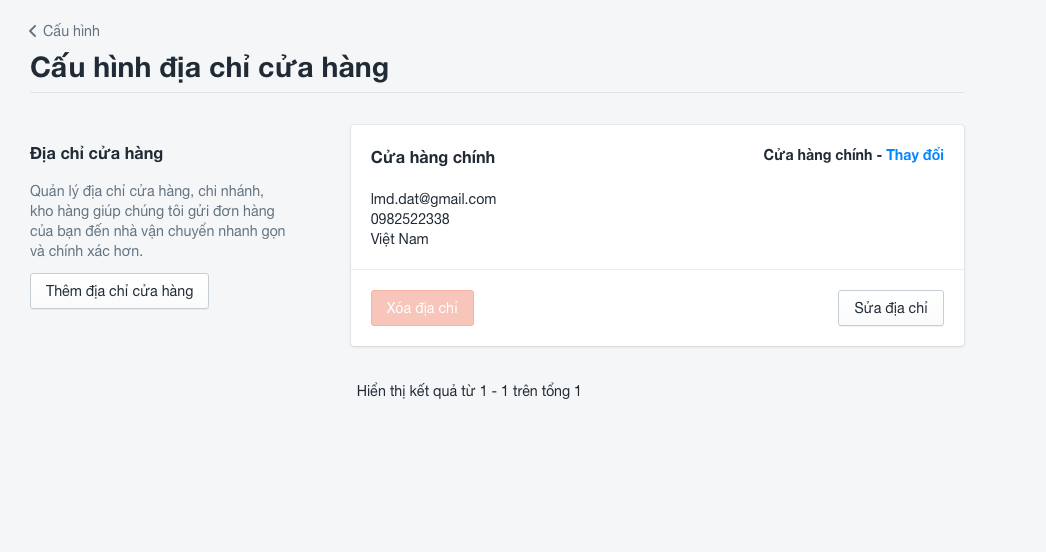 Cấu hình
Cấu hình địa chỉ cửa hàng
Địa chỉ cửa hàng
Quản lý địa chỉ cửa hàng, chi nhánh,
kho hàng giúp chúng tôi gửi đơn hàng
của bạn đến nhà vận chuyển nhanh gọn
và chính xác hơn.
Thêm địa chỉ cửa hàng
Cửa hàng chính
Cửa hàng chính - Thay đổi
lmd.dat@gmail.com
0982522338
Việt Nam
Xóa địa chỉ
Sửa địa chỉ
Hiển thị kết quả từ 1 - 1 trên tổng 1